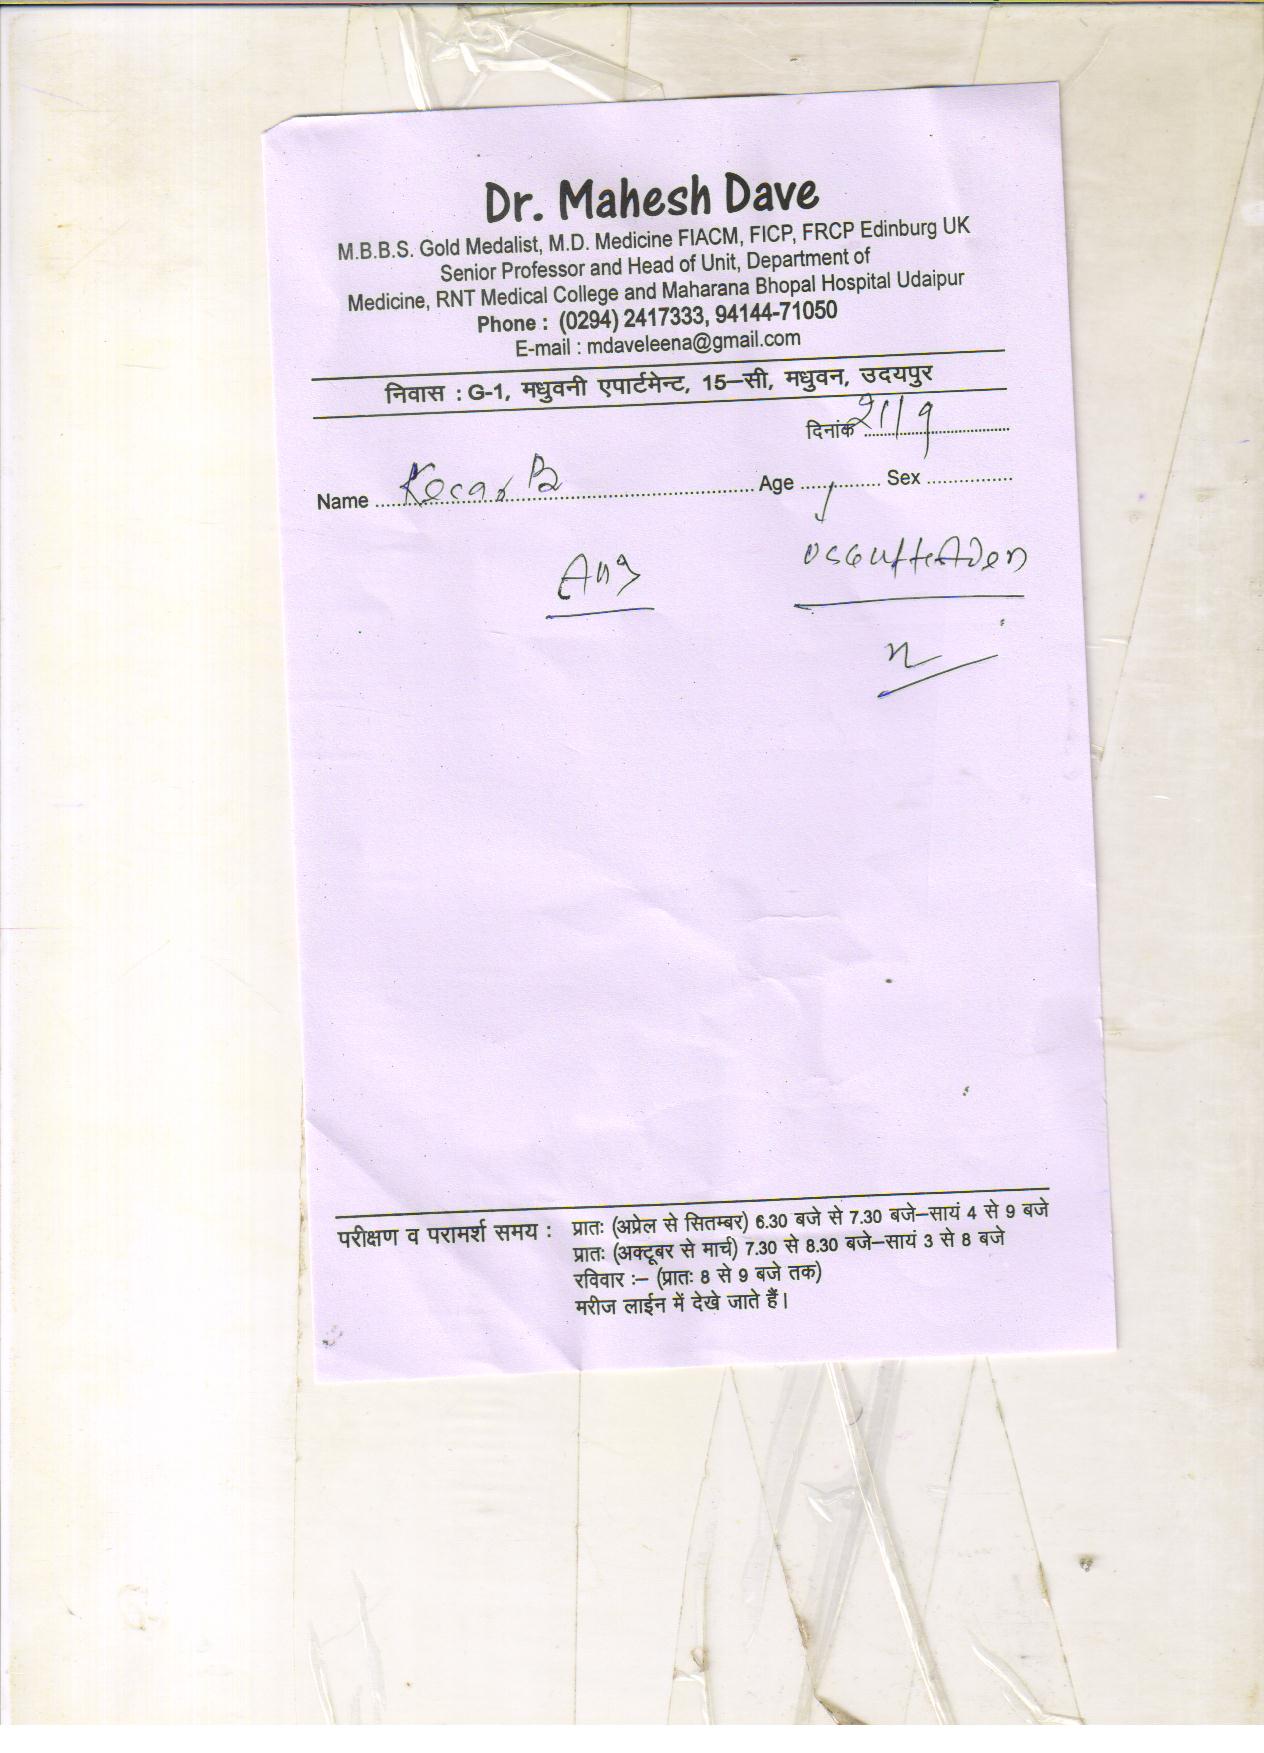 Dr. Mahesh Dave
M.B.B.S. Gold Medalist, M.D. Medicine FIACM, FICP, FRCP Edinburg UK
Senior Professor and Head of Unit, Department of
Medicine, RNT Medical College and Maharana Bhopal Hospital Udaipur
Phone : (0294) 2417333, 94144-71050
E-mail : mdaveleena@gmail.com
निवास : G-1, मधुवनी एपार्टमेन्ट, 15–सी, मधुवन, उदयपुर
दिनांक
Name Age Sex
परीक्षण व परामर्श समय : प्रातः (अप्रेल से सितम्बर) 6.30 बजे से 7.30 बजे–सायं 4 से 9 बजे
प्रातः (अक्टूबर से मार्च) 7.30 से 8.30 बजे–सायं 3 से 8 बजे
रविवार :– (प्रातः 8 से 9 बजे तक)
मरीज लाईन में देखे जाते हैं।